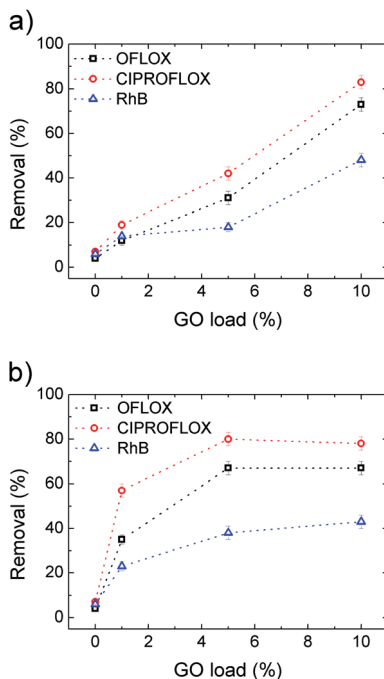 a)
100
80
60
40
20
0
Removal (%)
OFLOX
CIPROFLOX
RhB
0 2 4 6 8 10
GO load (%)
b)
100
80
60
40
20
0
Removal (%)
OFLOX
CIPROFLOX
RhB
0 2 4 6 8 10
GO load (%)